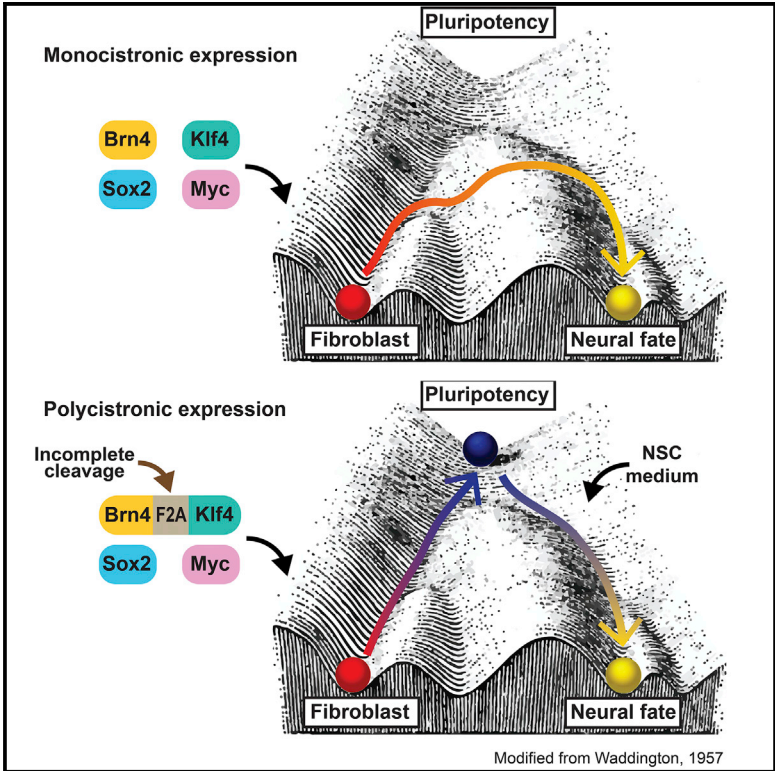 Pluripotency
Monocistronic expression
Brn4
Klf4
Sox2
Myc
Fibroblast
Neural fate
Polycistronic expression
Pluripotency
Incomplete
cleavage
NSC
medium
Brn4 F2A Klf4
Sox2
Myc
Fibroblast
Neural fate
Modified from Waddington, 1957